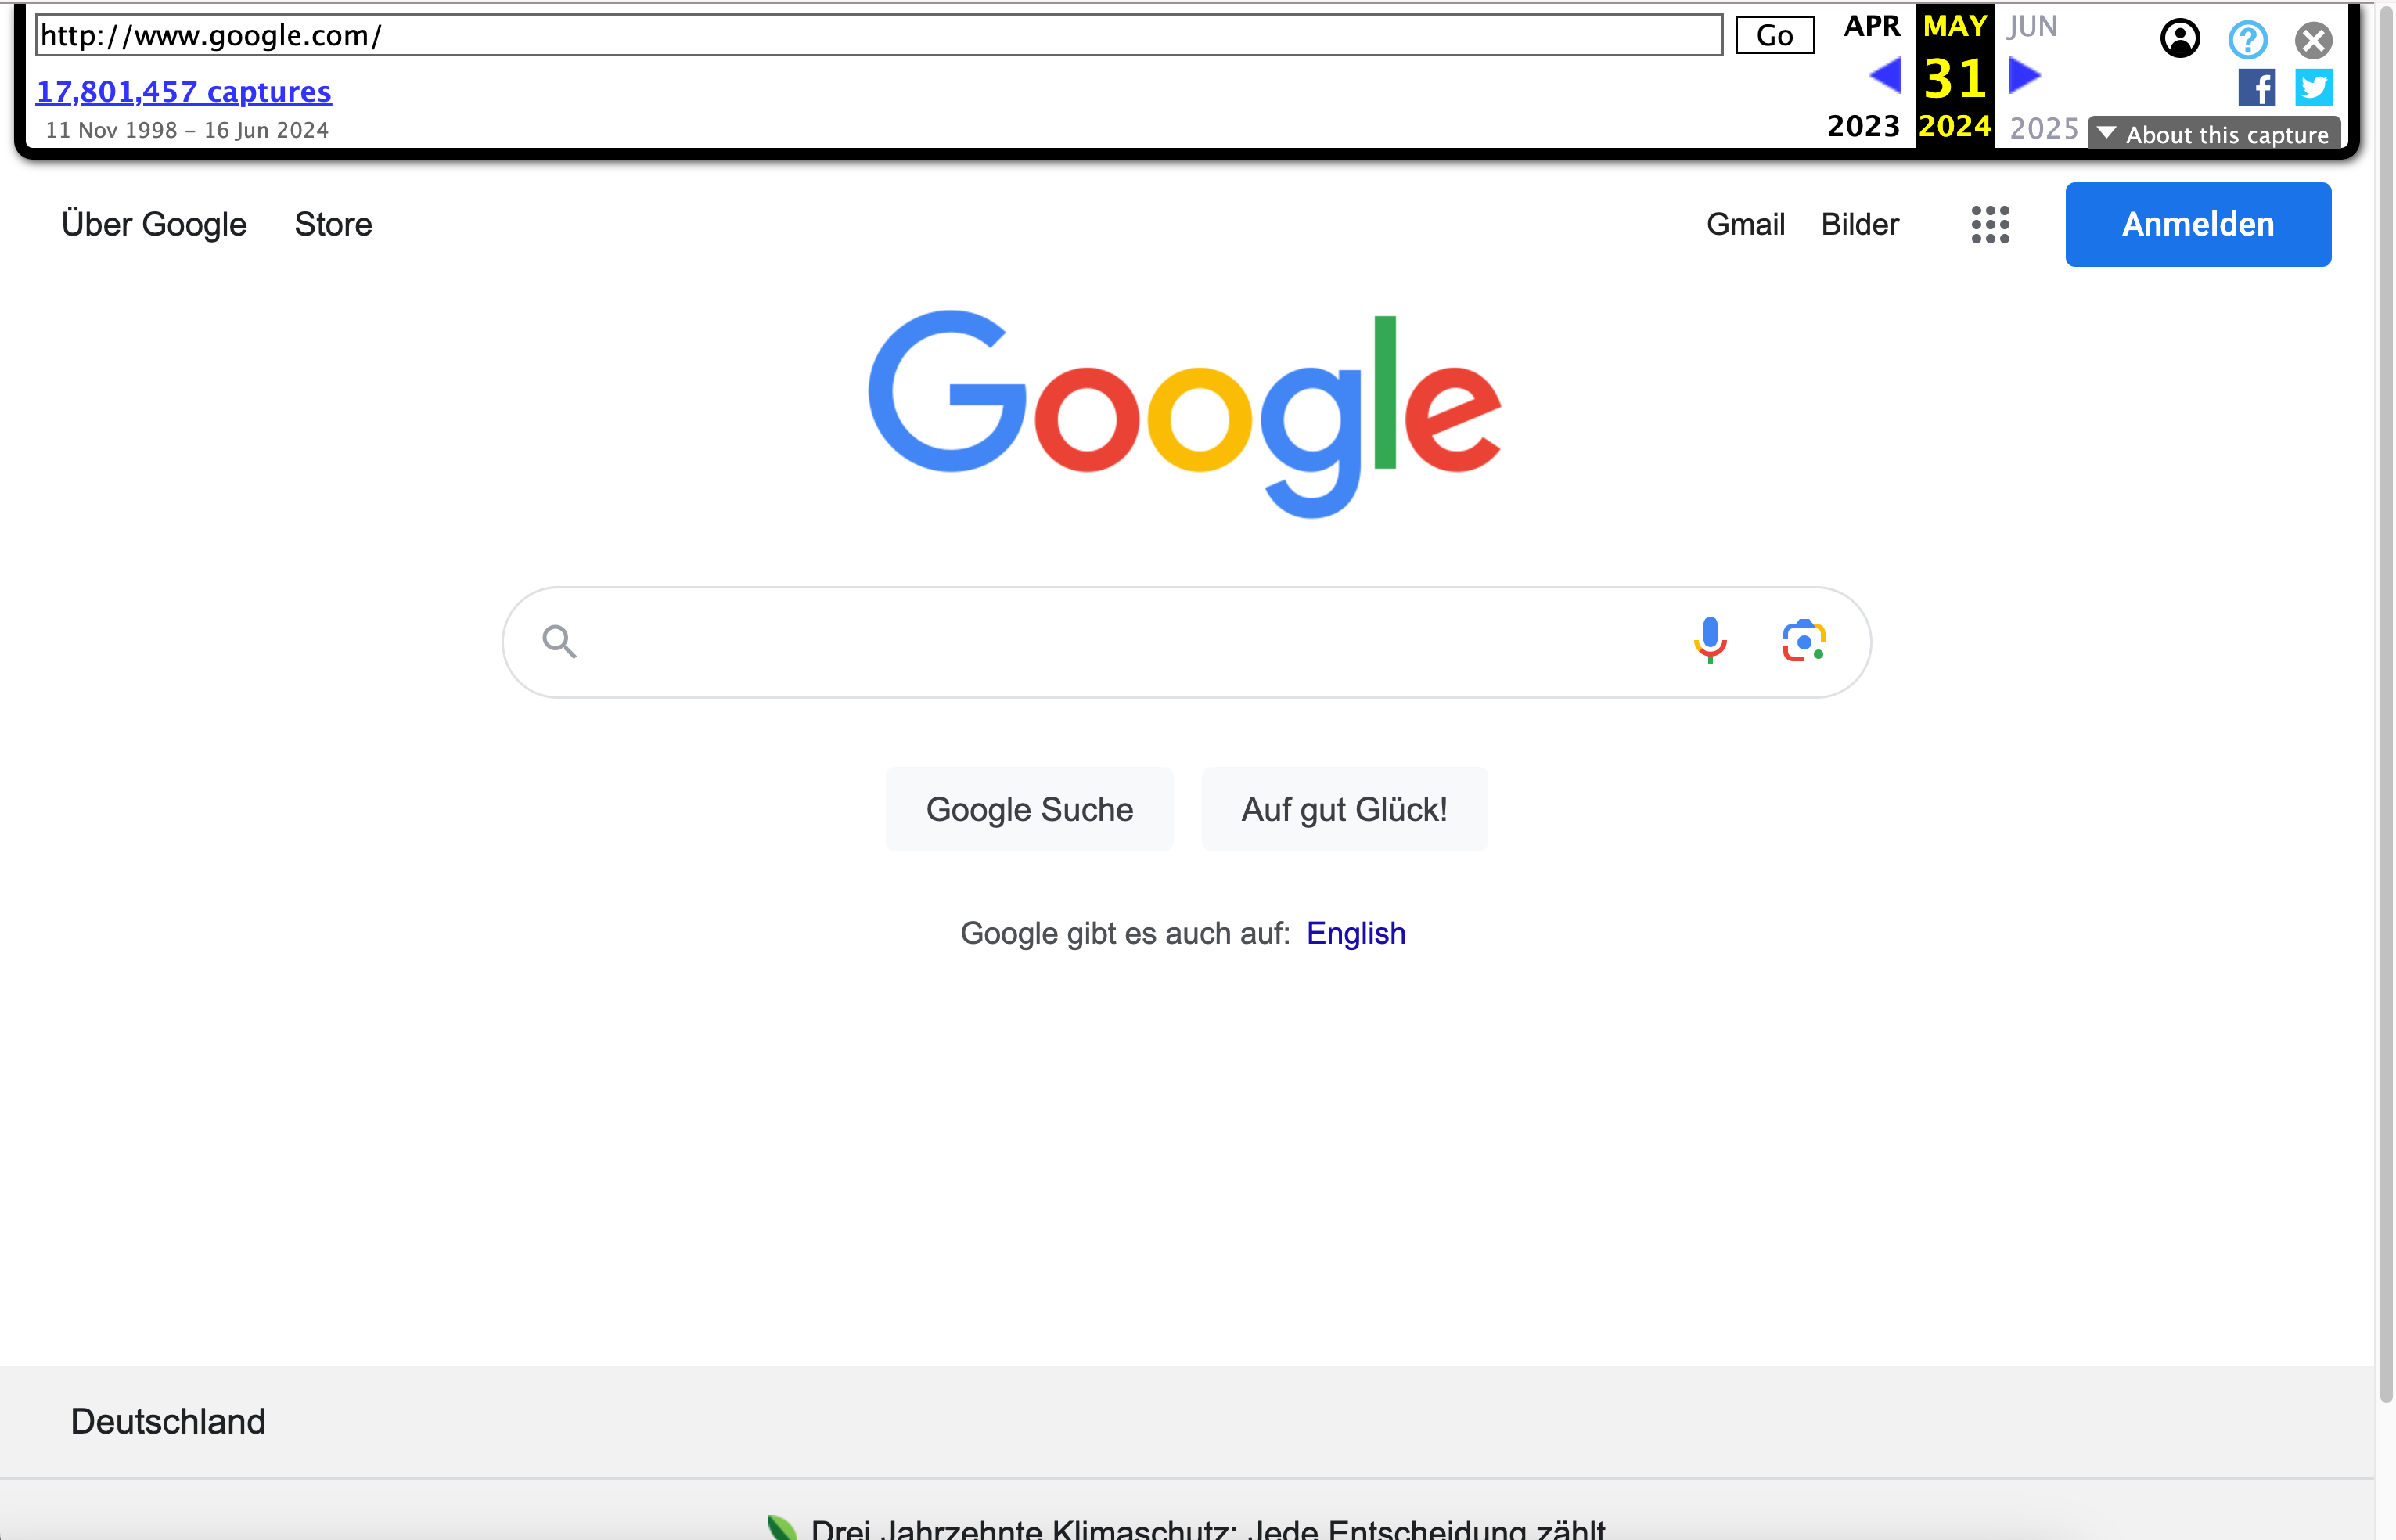 http://www.google.com/
Go
APR MAY JUN
17,801,457 captures
31
11 Nov 1998 – 16 Jun 2024
2023 2024 2025
About this capture
Über Google Store
Gmail Bilder
Anmelden
Google
Google Suche Auf gut Glück!
Google gibt es auch auf: English
Deutschland
Drei Jahrzehnte Klimaschutz: Jede Entscheidung zählt